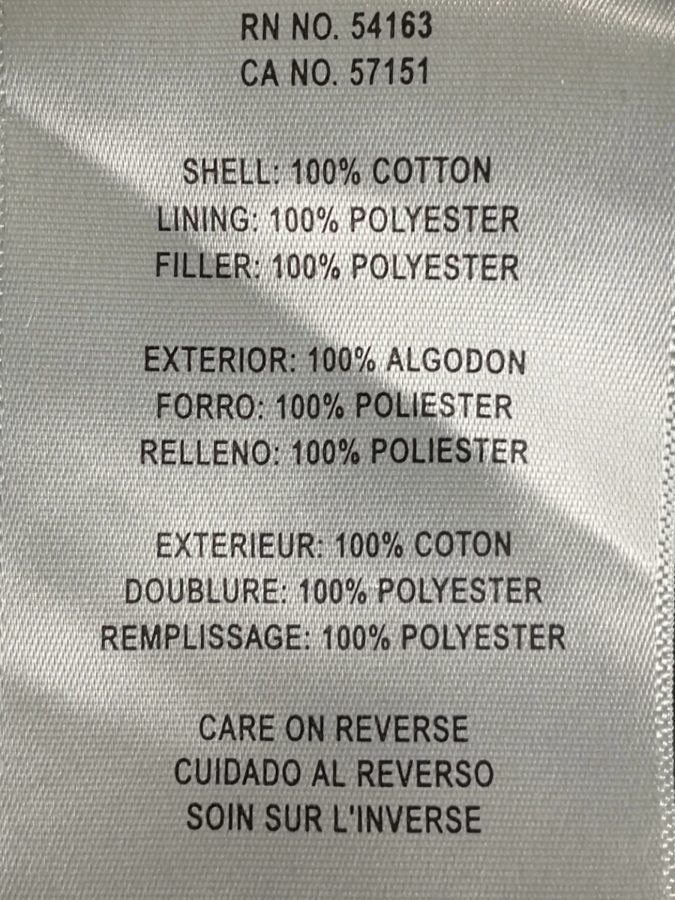 RN NO. 54163
CA NO. 57151
SHELL: 100% COTTON
LINING: 100% POLYESTER
FILLER: 100% POLYESTER
EXTERIOR: 100% ALGODON
FORRO: 100% POLIESTER
RELLENO: 100% POLIESTER
EXTERIEUR: 100% COTON
DOUBLURE: 100% POLYESTER
REMPLISSAGE: 100% POLYESTER
CARE ON REVERSE
CUIDADO AL REVERSO
SOIN SUR L'INVERSE